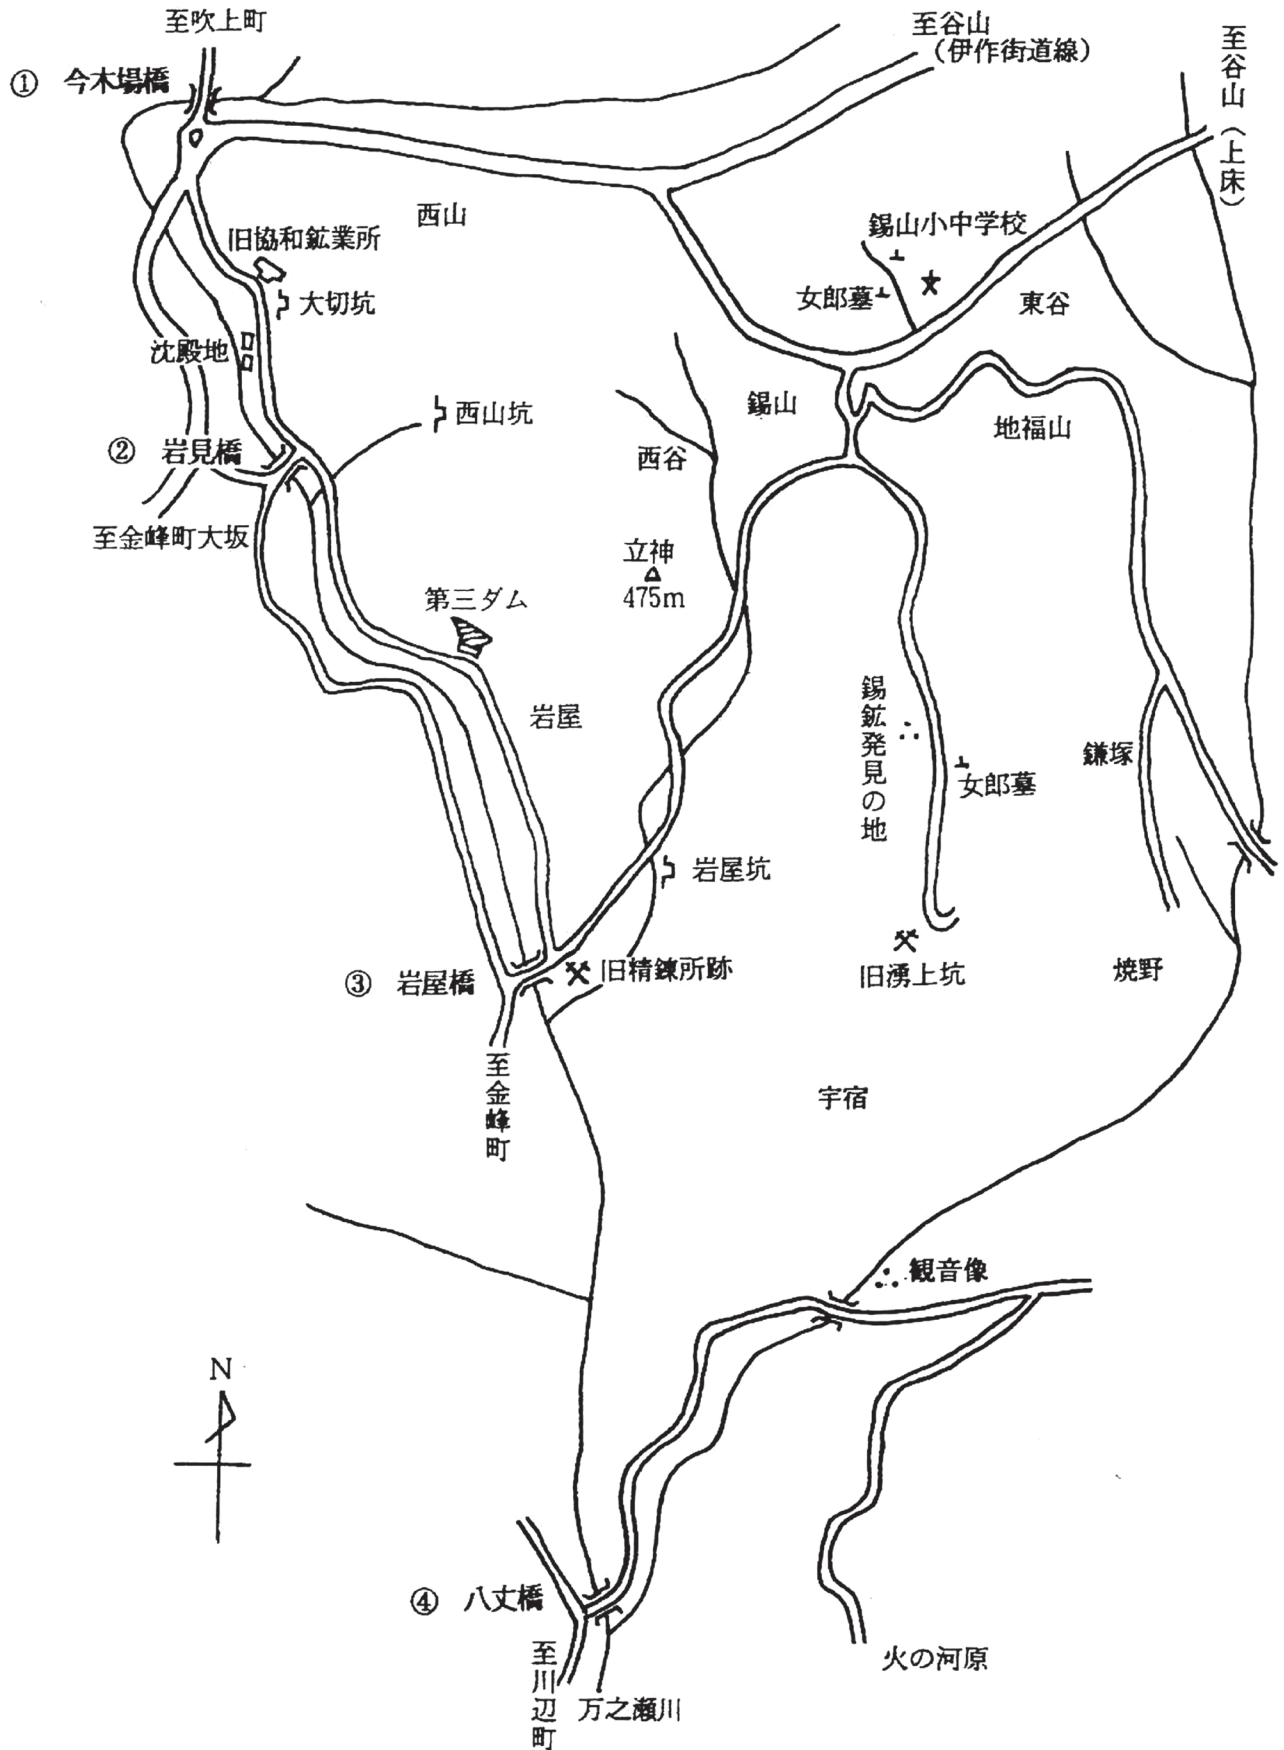 至吹上町
至谷山
（伊作街道線）
至谷山（上床）
① 今木場橋
西山
錫山小中学校
旧協和鉱業所
女郎墓
東谷
大切坑
沈殿地
錫山
西山坑
地福山
② 岩見橋
西谷
至金峰町大坂
立神
475m
第三ダム
岩屋
錫鉱発見の地
鎌塚
女郎墓
岩屋坑
③ 岩屋橋
旧精錬所跡
旧湧上坑
焼野
至金峰町
宇宿
観音像
N
④ 八丈橋
火の河原
至川辺町
万之瀬川